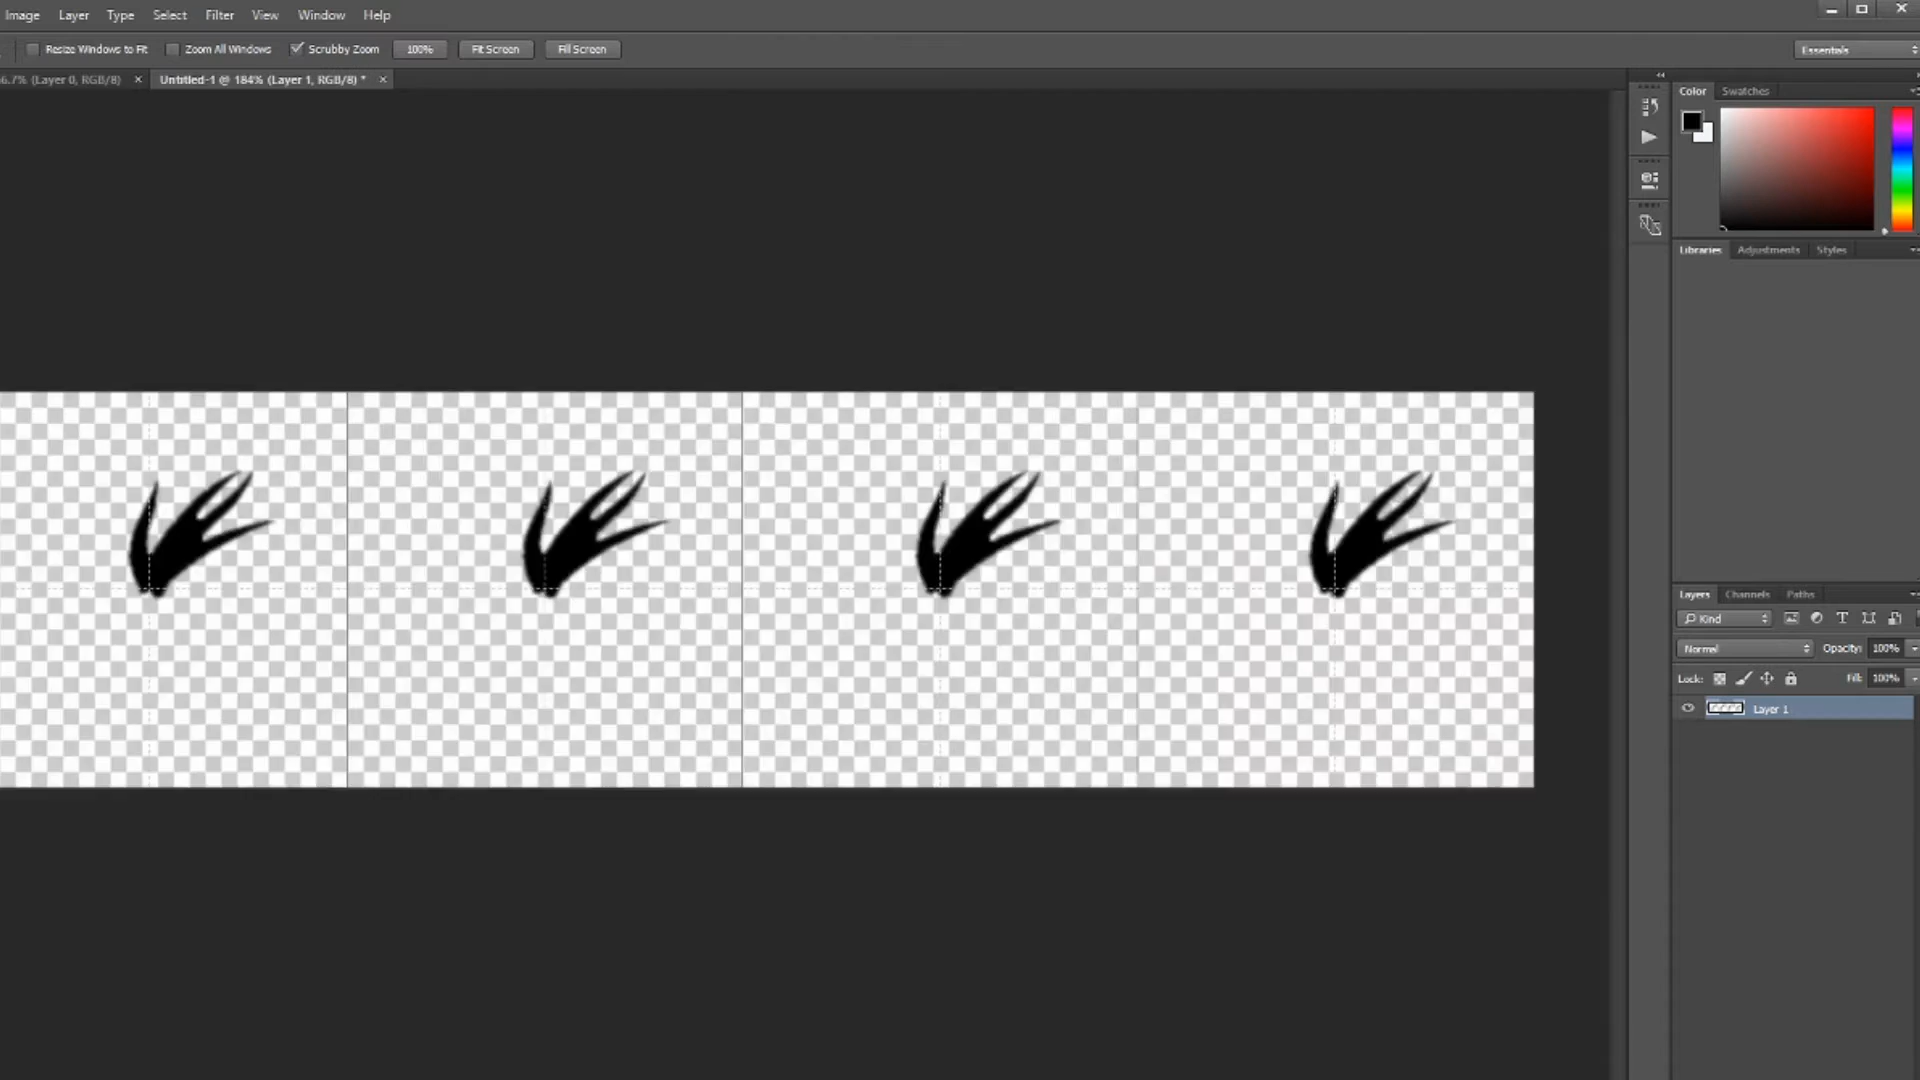 Image Layer Type Select Filter View Window Help
Resize Windows to Fit Zoom All Windows Scrubby Zoom 100% Fit Screen Fill Screen Essentials
6.7% (Layer 0, RGB/8) × Untitled-1 @ 184% (Layer 1, RGB/8) * ×
Color Swatches
Libraries Adjustments Styles
Layers Channels Paths
Kind
Normal Opacity: 100%
Lock: Fill: 100%
Layer 1